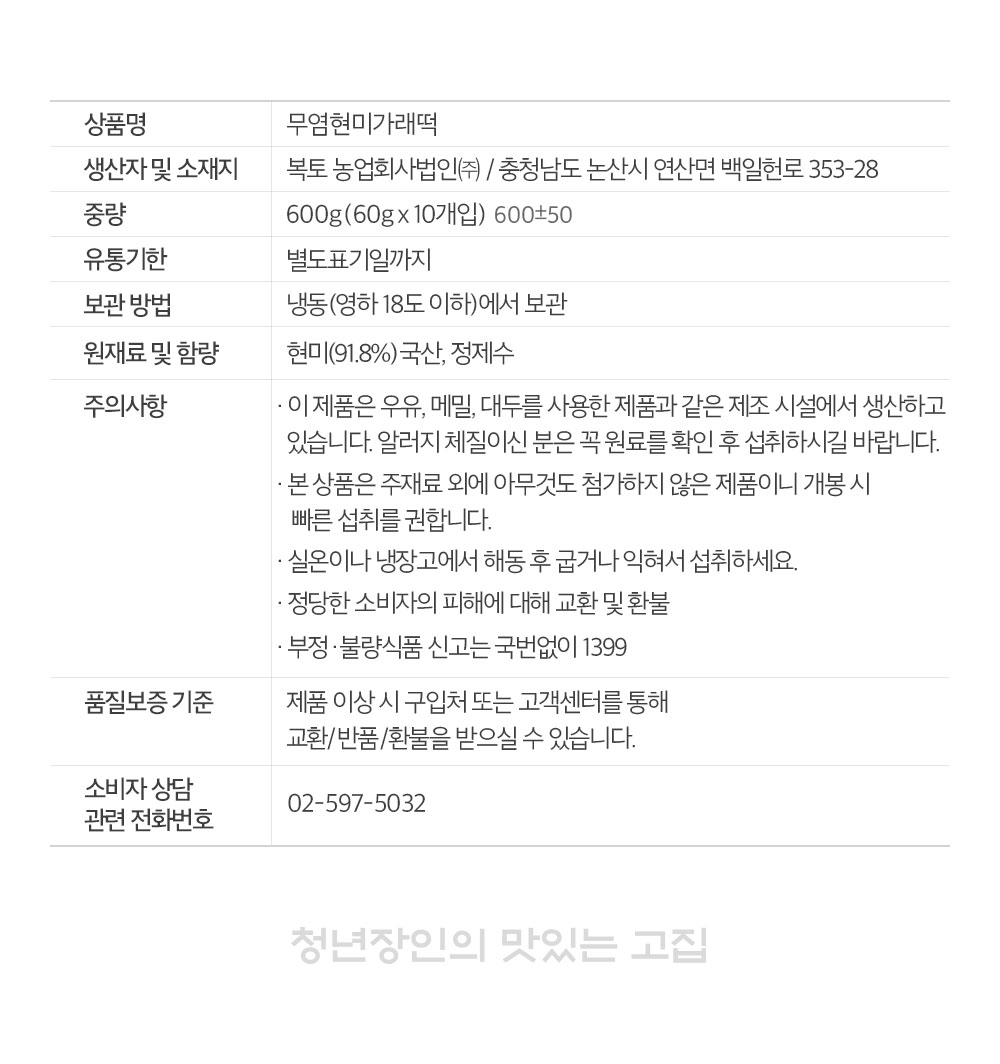 상품명 무염현미가래떡
생산자 및 소재지 복토 농업회사법인㈜ / 충청남도 논산시 연산면 백일헌로 353-28
중량 600g(60g x 10개입) 600±50
유통기한 별도표기일까지
보관 방법 냉동(영하 18도 이하)에서 보관
원재료 및 함량 현미(91.8%)국산, 정제수
주의사항 · 이 제품은 우유, 메밀, 대두를 사용한 제품과 같은 제조 시설에서 생산하고
있습니다. 알러지 체질이신 분은 꼭 원료를 확인 후 섭취하시길 바랍니다.
· 본 상품은 주재료 외에 아무것도 첨가하지 않은 제품이니 개봉 시
빠른 섭취를 권합니다.
· 실온이나 냉장고에서 해동 후 굽거나 익혀서 섭취하세요.
· 정당한 소비자의 피해에 대해 교환 및 환불
· 부정·불량식품 신고는 국번없이 1399
품질보증 기준 제품 이상 시 구입처 또는 고객센터를 통해
교환/반품/환불을 받으실 수 있습니다.
소비자 상담
관련 전화번호 02-597-5032
청년장인의 맛있는 고집